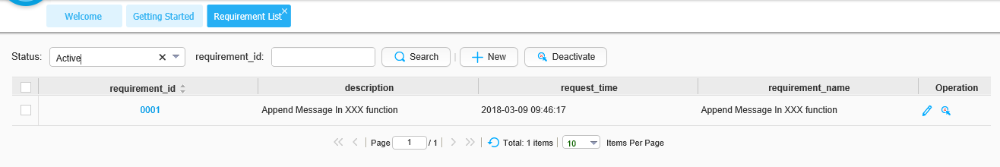 Welcome Getting Started Requirement List
Status: Active requirement_id: Search New Deactivate
requirement_id description request_time requirement_name Operation
0001 Append Message In XXX function 2018-03-09 09:46:17 Append Message In XXX function
Page 1 / 1 Total: 1 items 10 Items Per Page